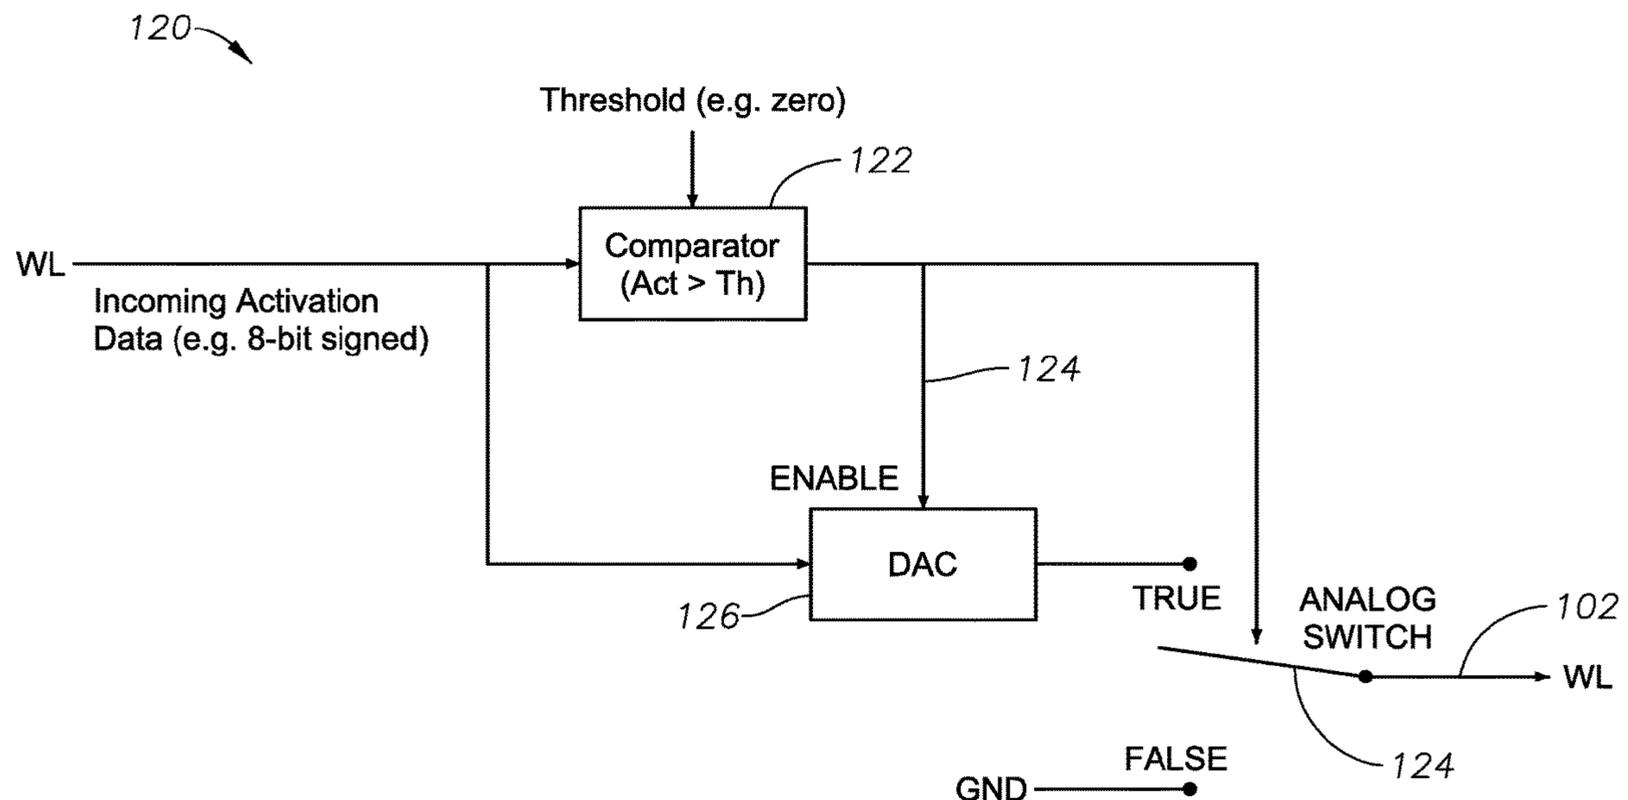 120
Threshold (e.g. zero)
122
Comparator
(Act > Th)
WL
Incoming Activation
Data (e.g. 8-bit signed)
124
ENABLE
DAC
126
TRUE
ANALOG
SWITCH
102
WL
124
FALSE
GND